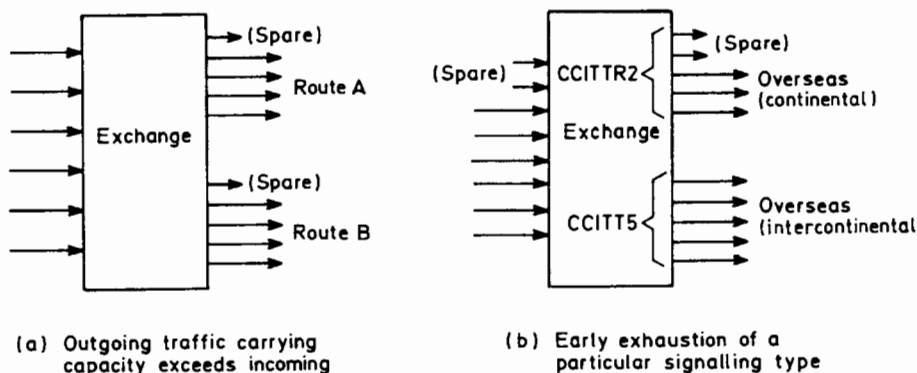 (Spare)
Route A
Exchange
(Spare)
Route B
(a) Outgoing traffic carrying
capacity exceeds incoming
(Spare)
CCITTR2
(Spare)
Overseas
(continental)
Exchange
CCITT5
Overseas
(intercontinental
(b) Early exhaustion of a
particular signalling type